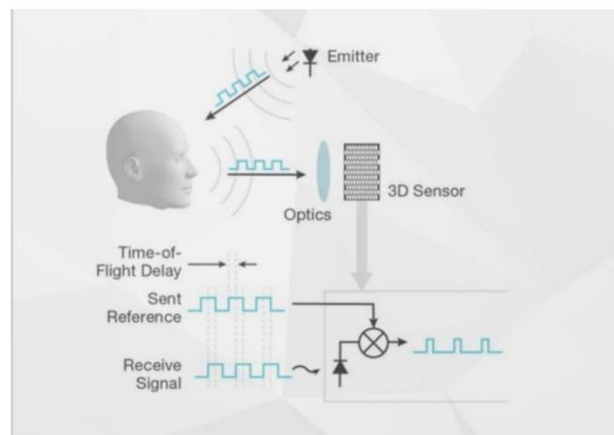 Emitter
3D Sensor
Optics
Time-of-
Flight Delay
Sent
Reference
Receive
Signal